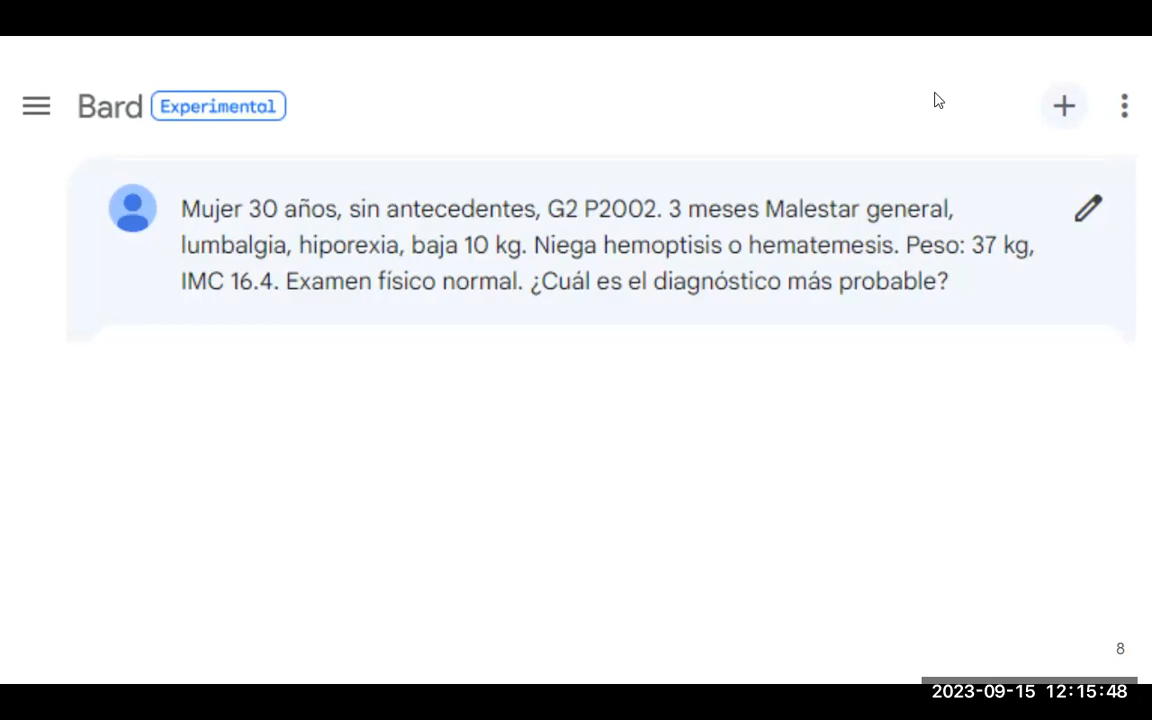 Bard Experimental
Mujer 30 años, sin antecedentes, G2 P2002. 3 meses Malestar general,
lumbalgia, hiporexia, baja 10 kg. Niega hemoptisis o hematemesis. Peso: 37 kg,
IMC 16.4. Examen físico normal. ¿Cuál es el diagnóstico más probable?
8
2023-09-15 12:15:48